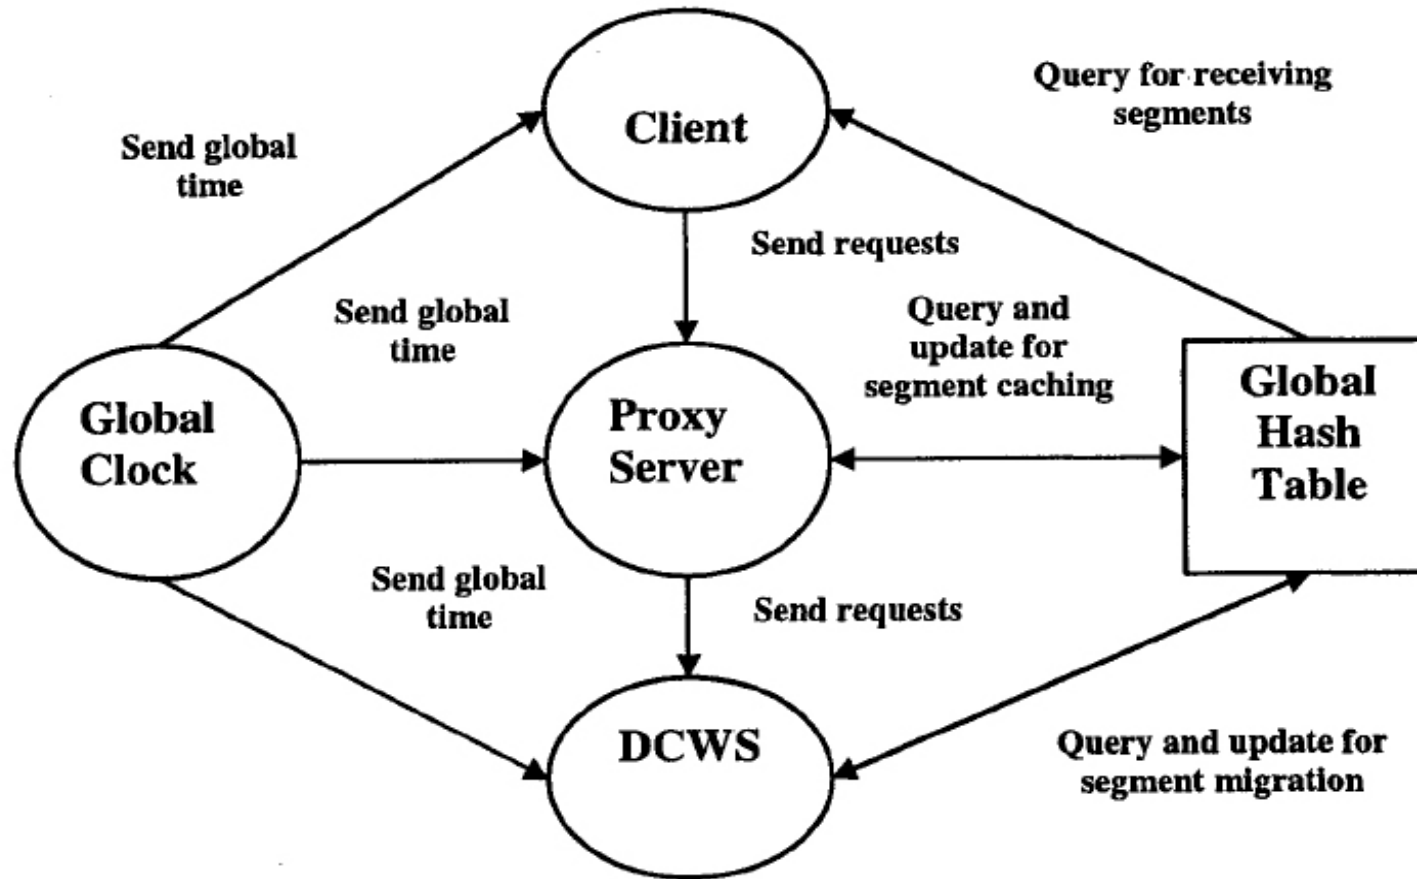 Client
Query for receiving
segments
Send global
time
Send requests
Send global
time
Query and
update for
segment caching
Global
Clock
Proxy
Server
Global
Hash
Table
Send global
time
Send requests
DCWS
Query and update for
segment migration